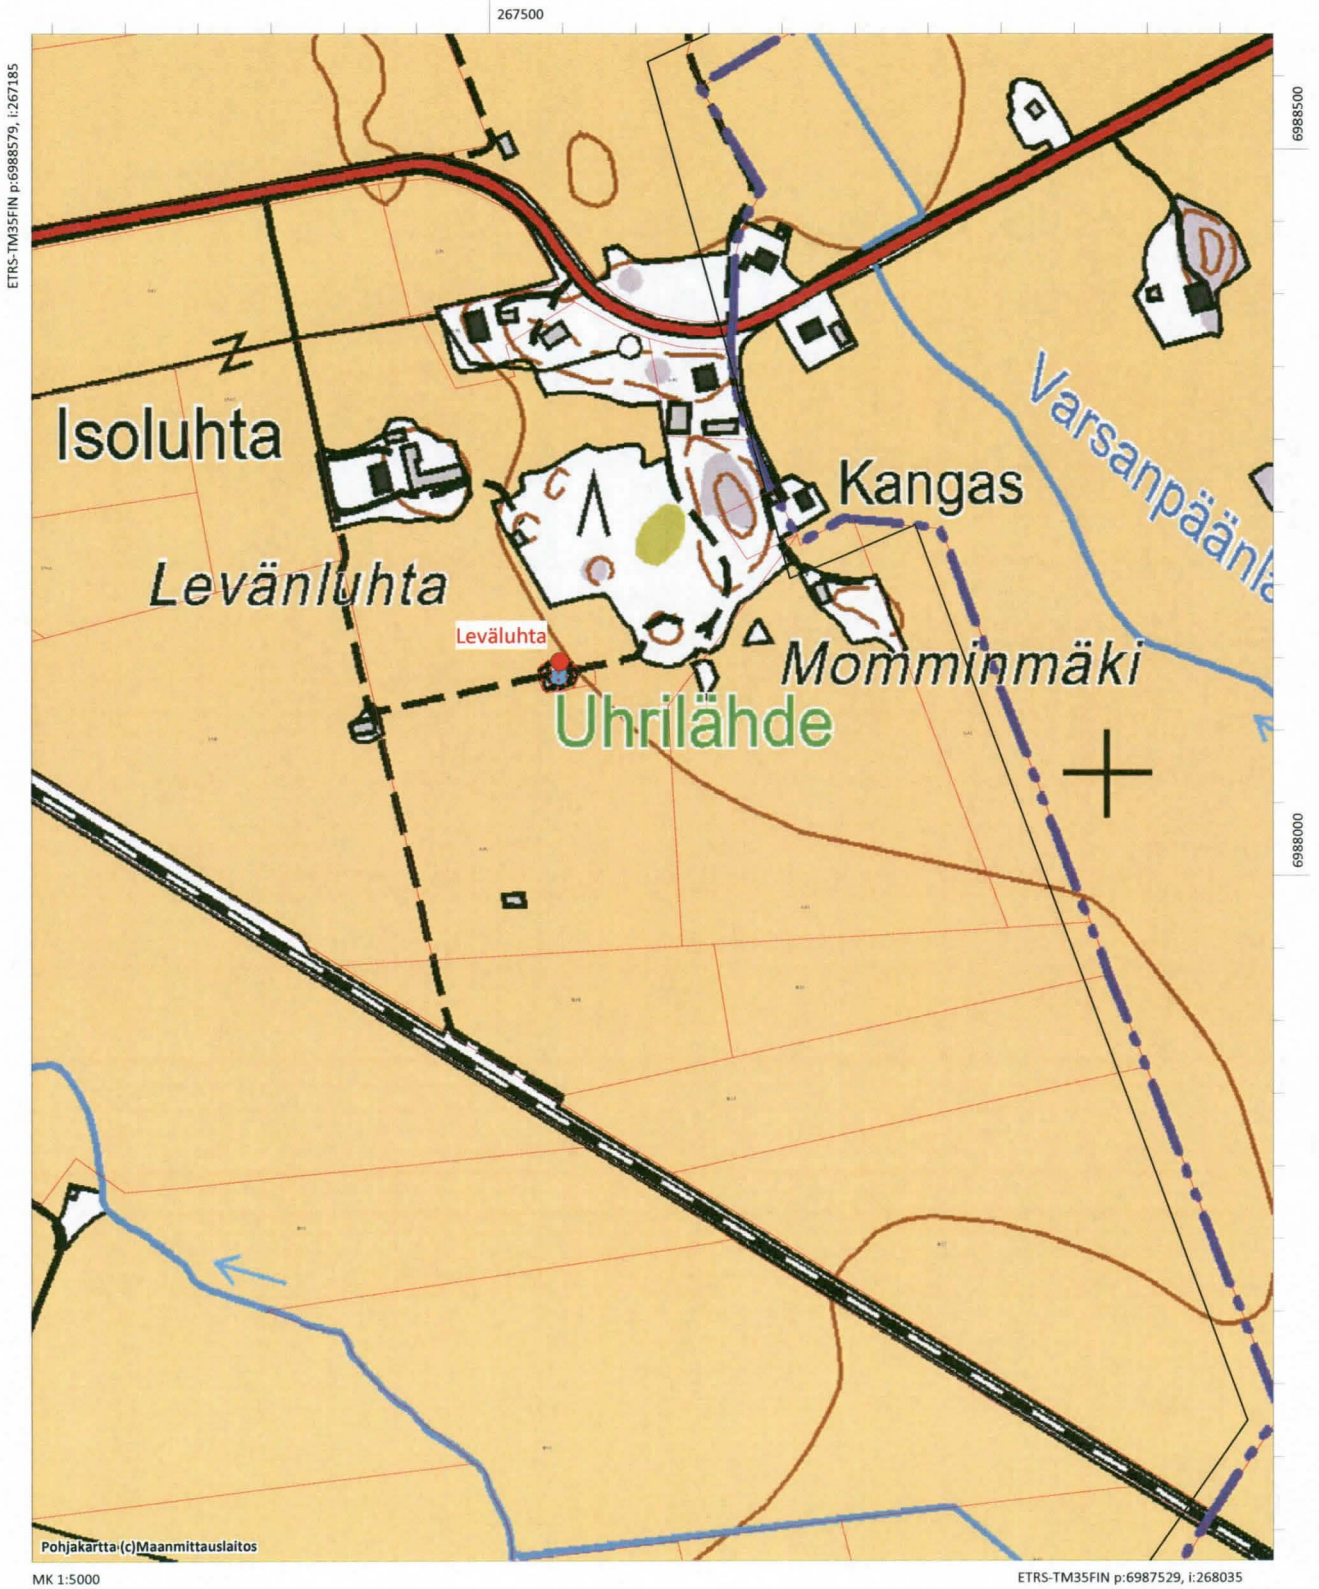 267500
ETRS-TM35FIN p:6988579, i:267185
6988500
Isoluhta
Varsanpäänlä
Kangas
Levänluhta
Leväluhta
Momminmäki
Uhrilähde
6988000
Pohjakartta (c)Maanmittauslaitos
MK 1:5000
ETRS-TM35FIN p:6987529, i:268035